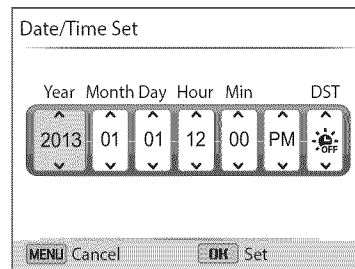 Date/Time Set
Year Month Day Hour Min DST
2013 01 01 12 00 PM OFF
MENU Cancel OK Set